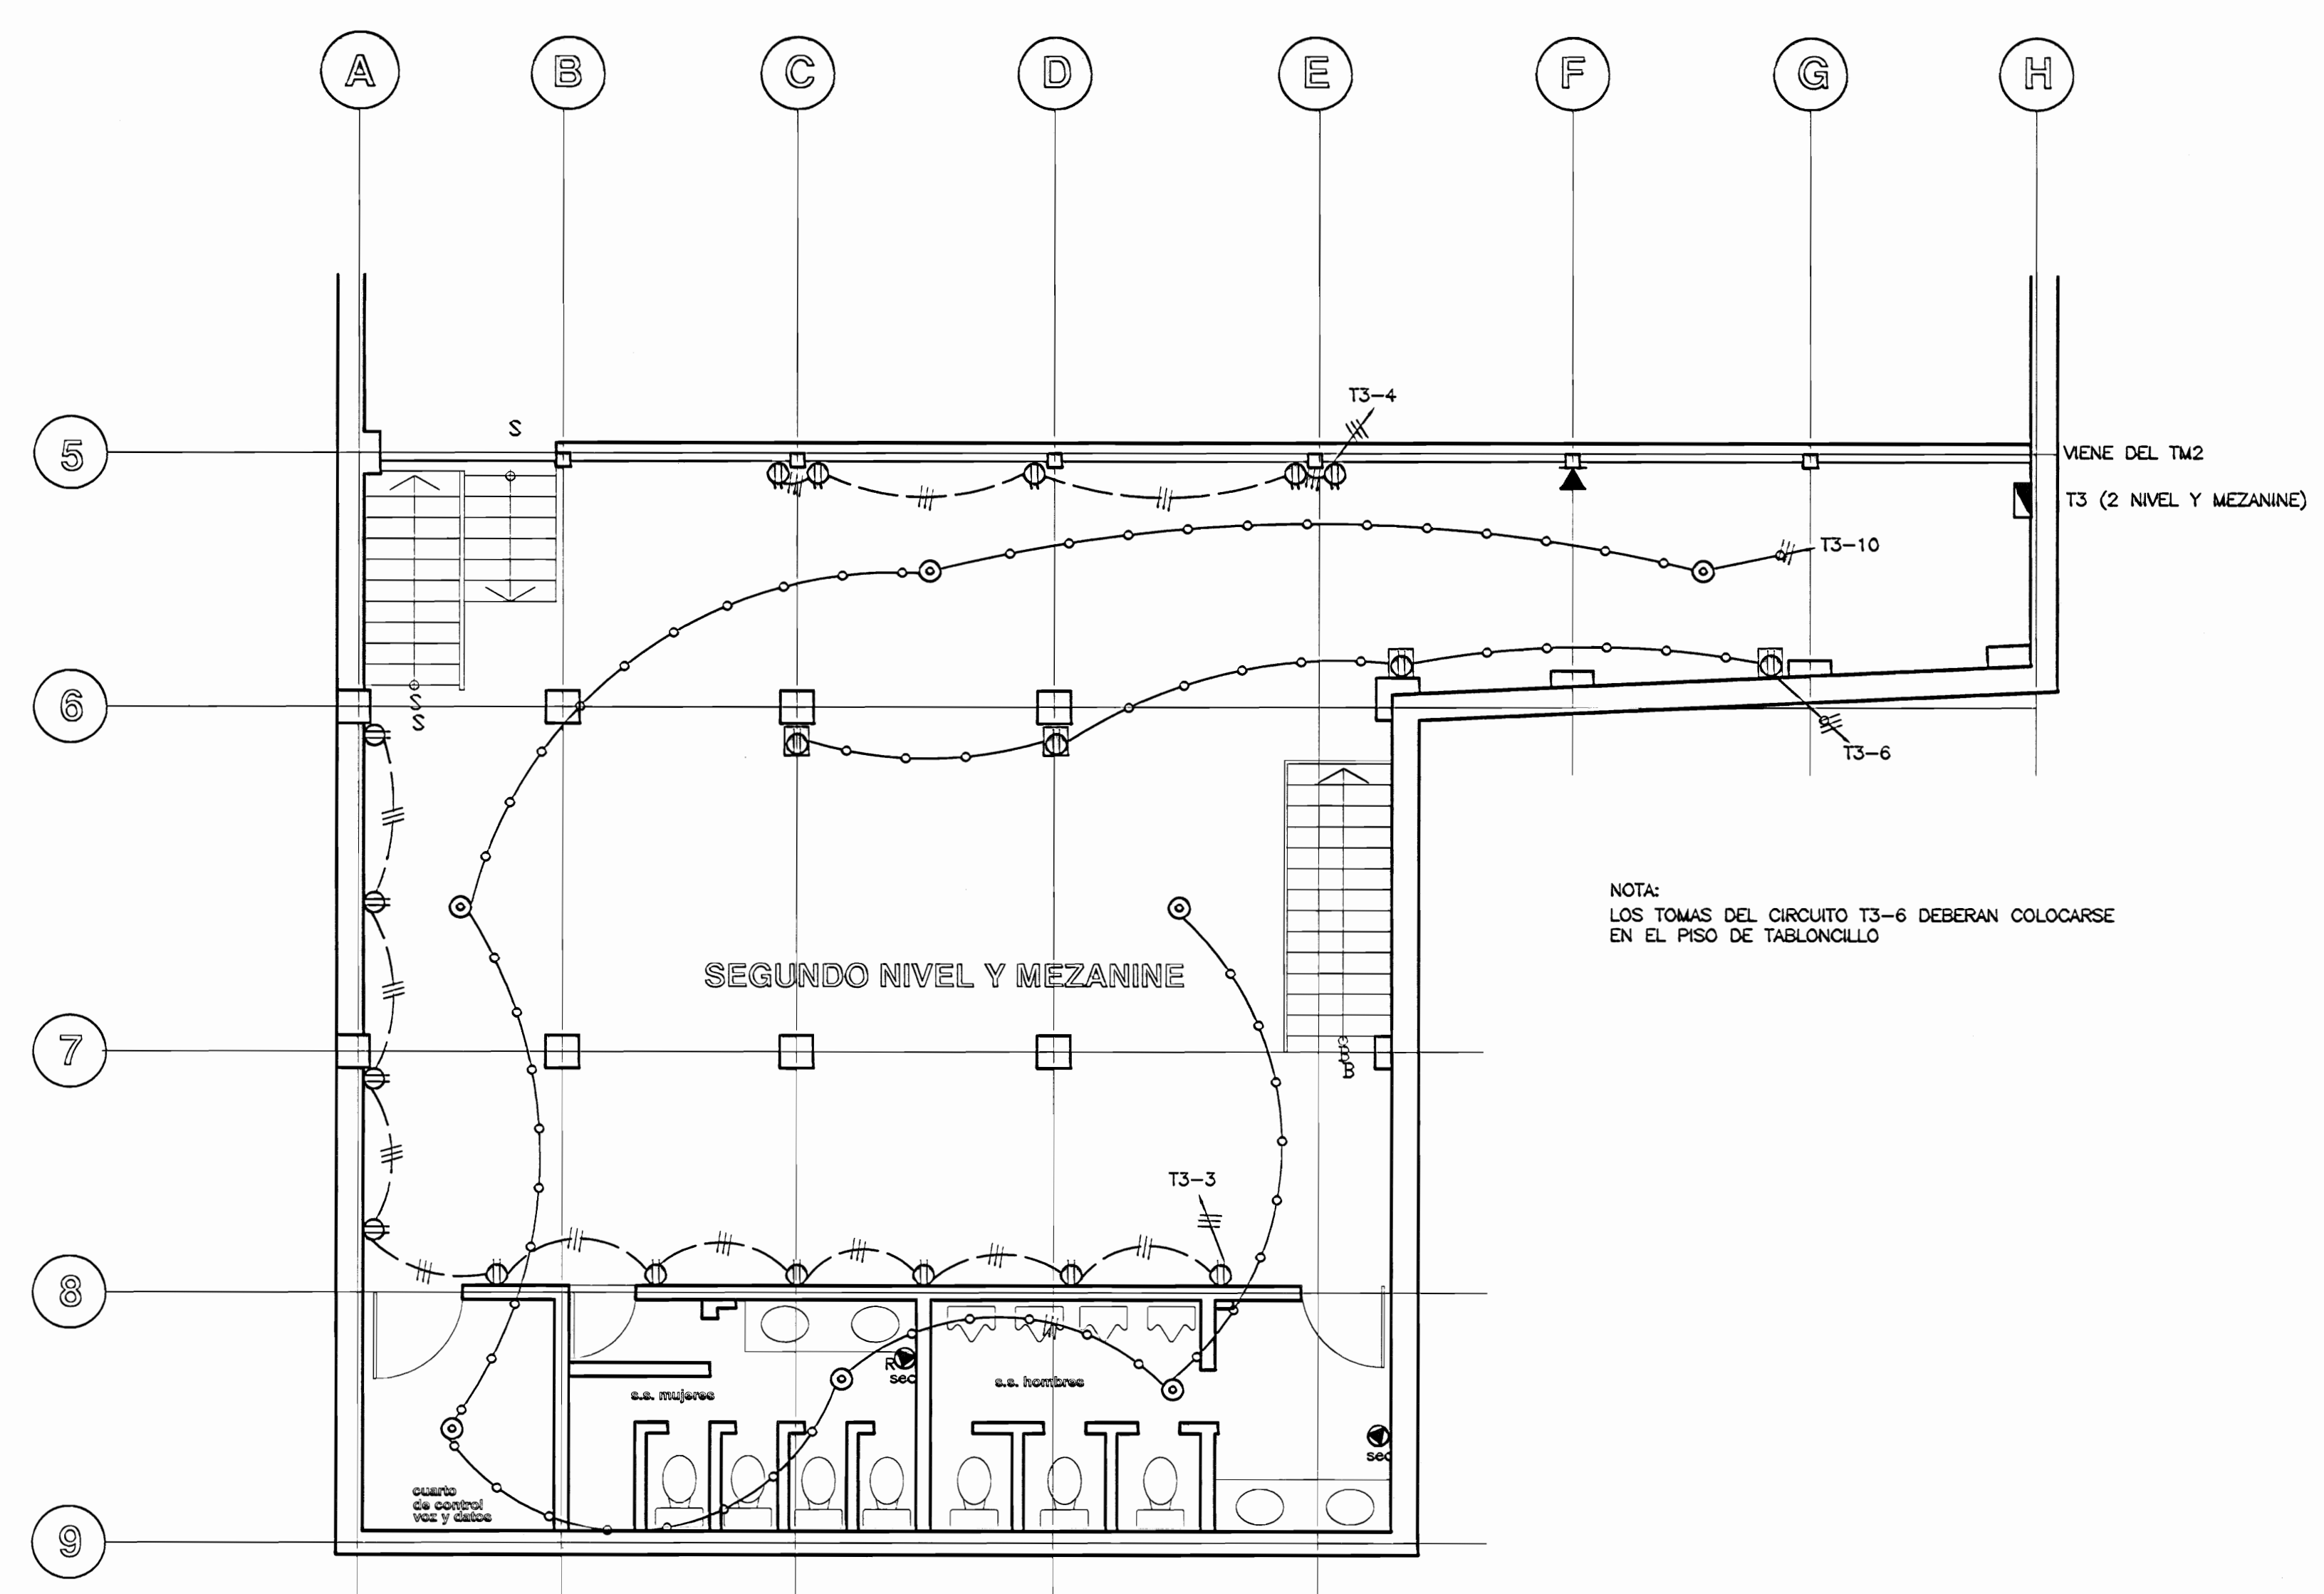 A B C D E F G H
T3-4
S
5
VIENE DEL TM2
T3 (2 NIVEL Y MEZANINE)
T3-10
6
S
S
T3-6
NOTA:
LOS TOMAS DEL CIRCUITO T3-6 DEBERAN COLOCARSE
EN EL PISO DE TABLONCILLO
SEGUNDO NIVEL Y MEZANINE
7
B
T3-3
8
R
sec
s.s. mujeres
s.s. hombres
sec
cuarto
de control
voz y datos
9